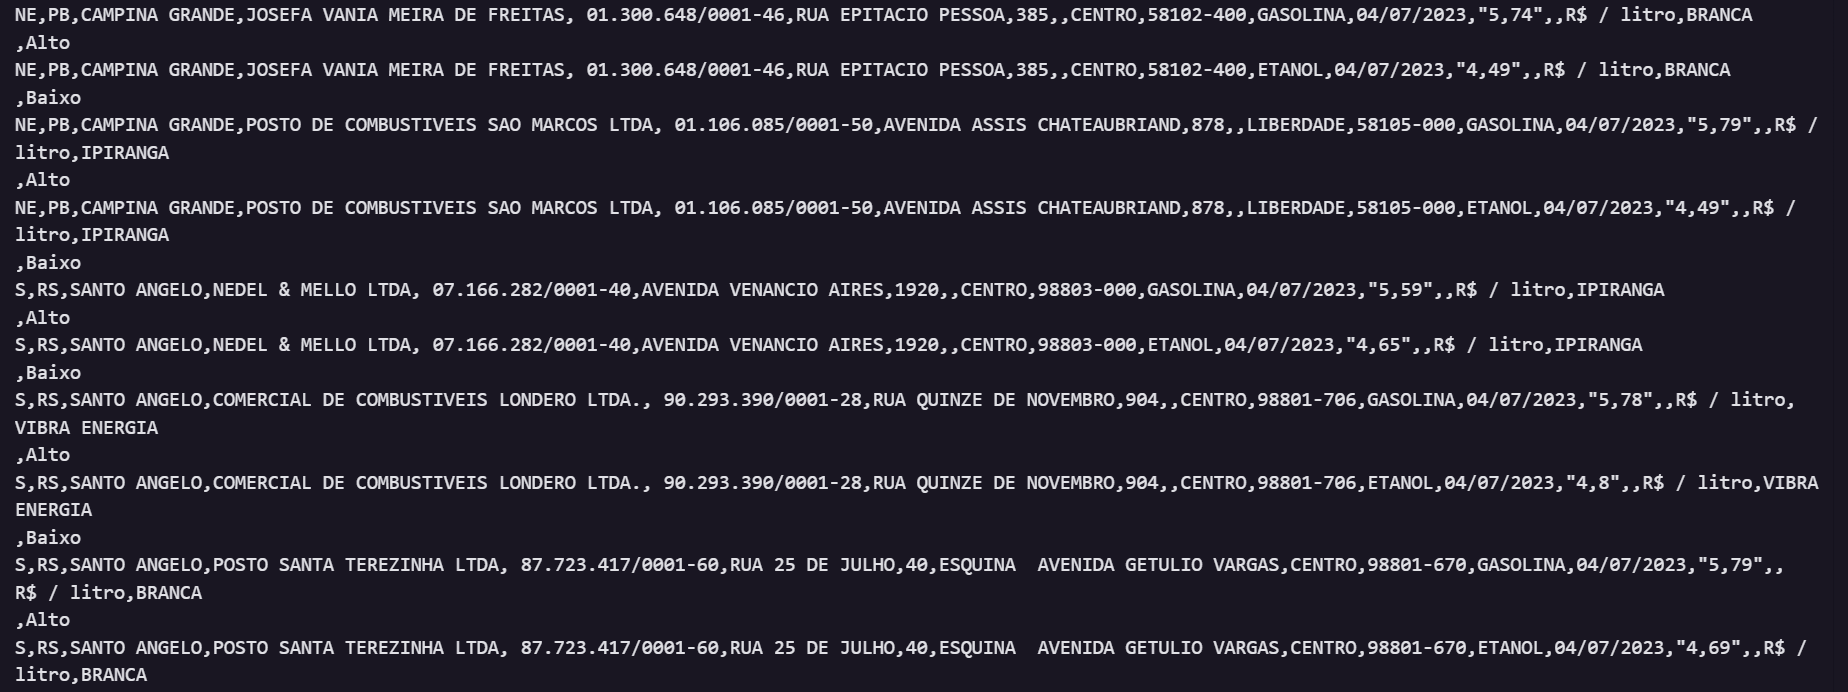 NE,PB,CAMPINA GRANDE,JOSEFA VANIA MEIRA DE FREITAS, 01.300.648/0001-46,RUA EPITACIO PESSOA,385,,CENTRO,58102-400,GASOLINA,04/07/2023,"5,74",,R$ / litro,BRANCA
,Alto
NE,PB,CAMPINA GRANDE,JOSEFA VANIA MEIRA DE FREITAS, 01.300.648/0001-46,RUA EPITACIO PESSOA,385,,CENTRO,58102-400,ETANOL,04/07/2023,"4,49",,R$ / litro,BRANCA
,Baixo
NE,PB,CAMPINA GRANDE,POSTO DE COMBUSTIVEIS SAO MARCOS LTDA, 01.106.085/0001-50,AVENIDA ASSIS CHATEAUBRIAND,878,,LIBERDADE,58105-000,GASOLINA,04/07/2023,"5,79",,R$ /
litro,IPIRANGA
,Alto
NE,PB,CAMPINA GRANDE,POSTO DE COMBUSTIVEIS SAO MARCOS LTDA, 01.106.085/0001-50,AVENIDA ASSIS CHATEAUBRIAND,878,,LIBERDADE,58105-000,ETANOL,04/07/2023,"4,49",,R$ /
litro,IPIRANGA
,Baixo
S,RS,SANTO ANGELO,NEDEL & MELLO LTDA, 07.166.282/0001-40,AVENIDA VENANCIO AIRES,1920,,CENTRO,98803-000,GASOLINA,04/07/2023,"5,59",,R$ / litro,IPIRANGA
,Alto
S,RS,SANTO ANGELO,NEDEL & MELLO LTDA, 07.166.282/0001-40,AVENIDA VENANCIO AIRES,1920,,CENTRO,98803-000,ETANOL,04/07/2023,"4,65",,R$ / litro,IPIRANGA
,Baixo
S,RS,SANTO ANGELO,COMERCIAL DE COMBUSTIVEIS LONDERO LTDA., 90.293.390/0001-28,RUA QUINZE DE NOVEMBRO,904,,CENTRO,98801-706,GASOLINA,04/07/2023,"5,78",,R$ / litro,
VIBRA ENERGIA
,Alto
S,RS,SANTO ANGELO,COMERCIAL DE COMBUSTIVEIS LONDERO LTDA., 90.293.390/0001-28,RUA QUINZE DE NOVEMBRO,904,,CENTRO,98801-706,ETANOL,04/07/2023,"4,8",,R$ / litro,VIBRA
ENERGIA
,Baixo
S,RS,SANTO ANGELO,POSTO SANTA TEREZINHA LTDA, 87.723.417/0001-60,RUA 25 DE JULHO,40,ESQUINA  AVENIDA GETULIO VARGAS,CENTRO,98801-670,GASOLINA,04/07/2023,"5,79",,
R$ / litro,BRANCA
,Alto
S,RS,SANTO ANGELO,POSTO SANTA TEREZINHA LTDA, 87.723.417/0001-60,RUA 25 DE JULHO,40,ESQUINA  AVENIDA GETULIO VARGAS,CENTRO,98801-670,ETANOL,04/07/2023,"4,69",,R$ /
litro,BRANCA